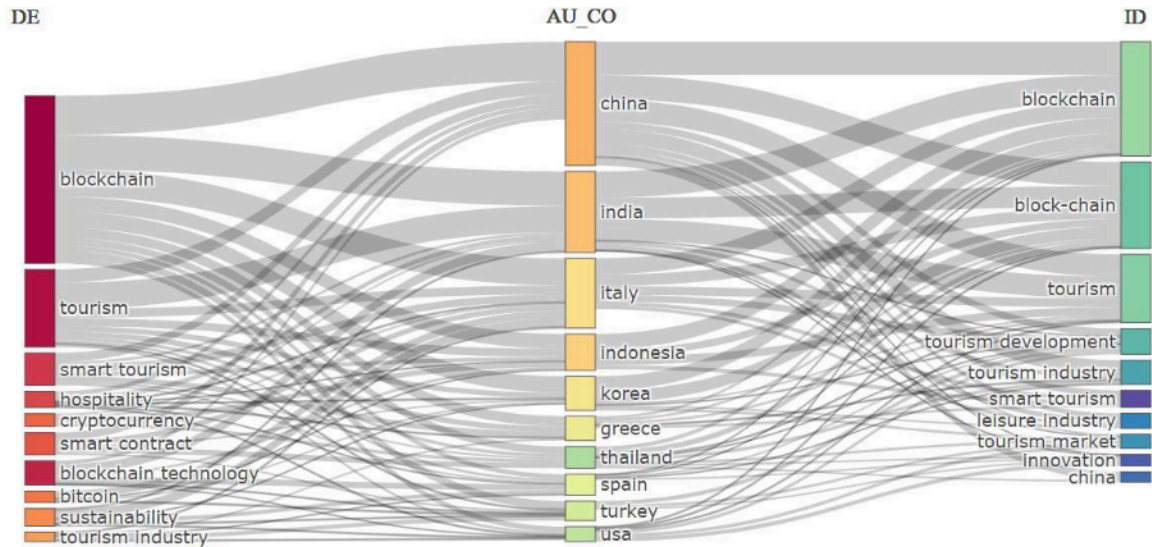 DE
AU_CO
ID
blockchain
tourism
smart tourism
hospitality
cryptocurrency
smart contract
blockchain technology
bitcoin
sustainability
tourism industry
china
india
italy
indonesia
korea
greece
thailand
spain
turkey
usa
blockchain
block-chain
tourism
tourism development
tourism industry
smart tourism
leisure industry
tourism market
innovation
china